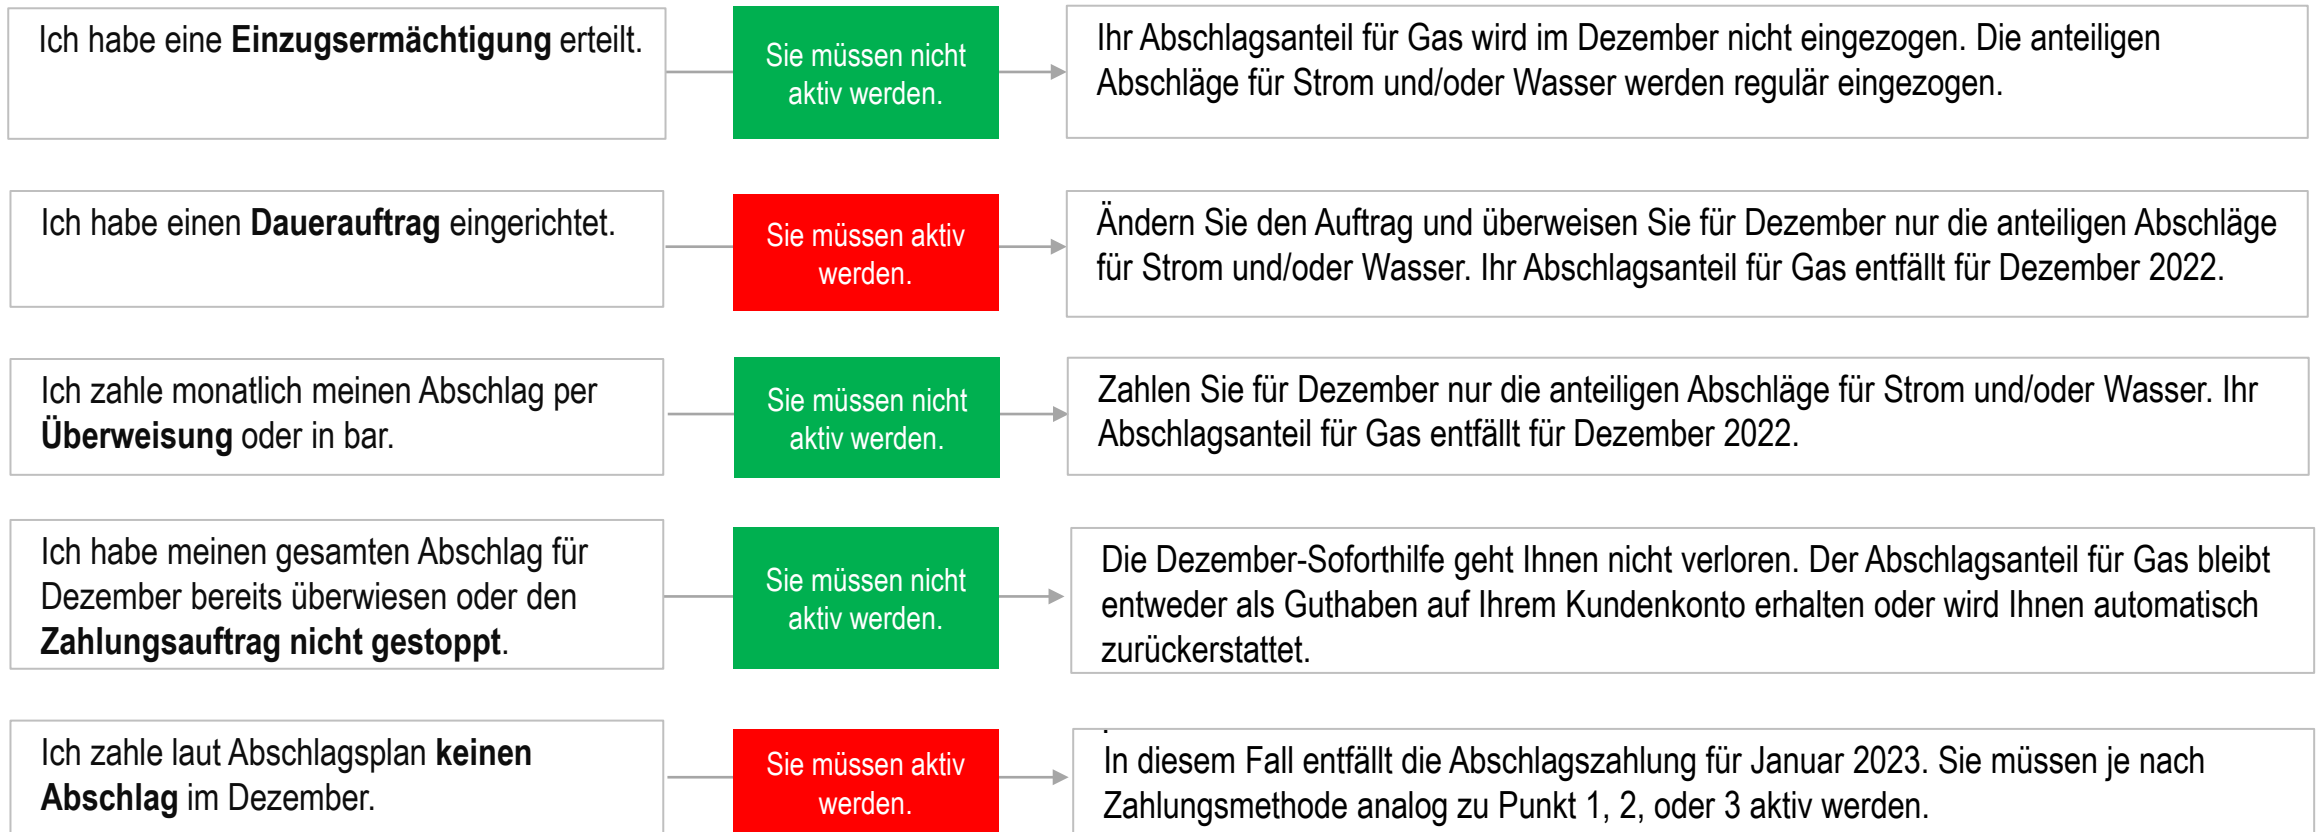 Ich habe eine Einzugsermächtigung erteilt.
Sie müssen nicht
aktiv werden.
Ihr Abschlagsanteil für Gas wird im Dezember nicht eingezogen. Die anteiligen
Abschläge für Strom und/oder Wasser werden regulär eingezogen.
Ich habe einen Dauerauftrag eingerichtet.
Sie müssen aktiv
werden.
Ändern Sie den Auftrag und überweisen Sie für Dezember nur die anteiligen Abschläge
für Strom und/oder Wasser. Ihr Abschlagsanteil für Gas entfällt für Dezember 2022.
Ich zahle monatlich meinen Abschlag per
Überweisung oder in bar.
Sie müssen nicht
aktiv werden.
Zahlen Sie für Dezember nur die anteiligen Abschläge für Strom und/oder Wasser. Ihr
Abschlagsanteil für Gas entfällt für Dezember 2022.
Ich habe meinen gesamten Abschlag für
Dezember bereits überwiesen oder den
Zahlungsauftrag nicht gestoppt.
Sie müssen nicht
aktiv werden.
Die Dezember-Soforthilfe geht Ihnen nicht verloren. Der Abschlagsanteil für Gas bleibt
entweder als Guthaben auf Ihrem Kundenkonto erhalten oder wird Ihnen automatisch
zurückerstattet.
Ich zahle laut Abschlagsplan keinen
Abschlag im Dezember.
Sie müssen aktiv
werden.
.
In diesem Fall entfällt die Abschlagszahlung für Januar 2023. Sie müssen je nach
Zahlungsmethode analog zu Punkt 1, 2, oder 3 aktiv werden.